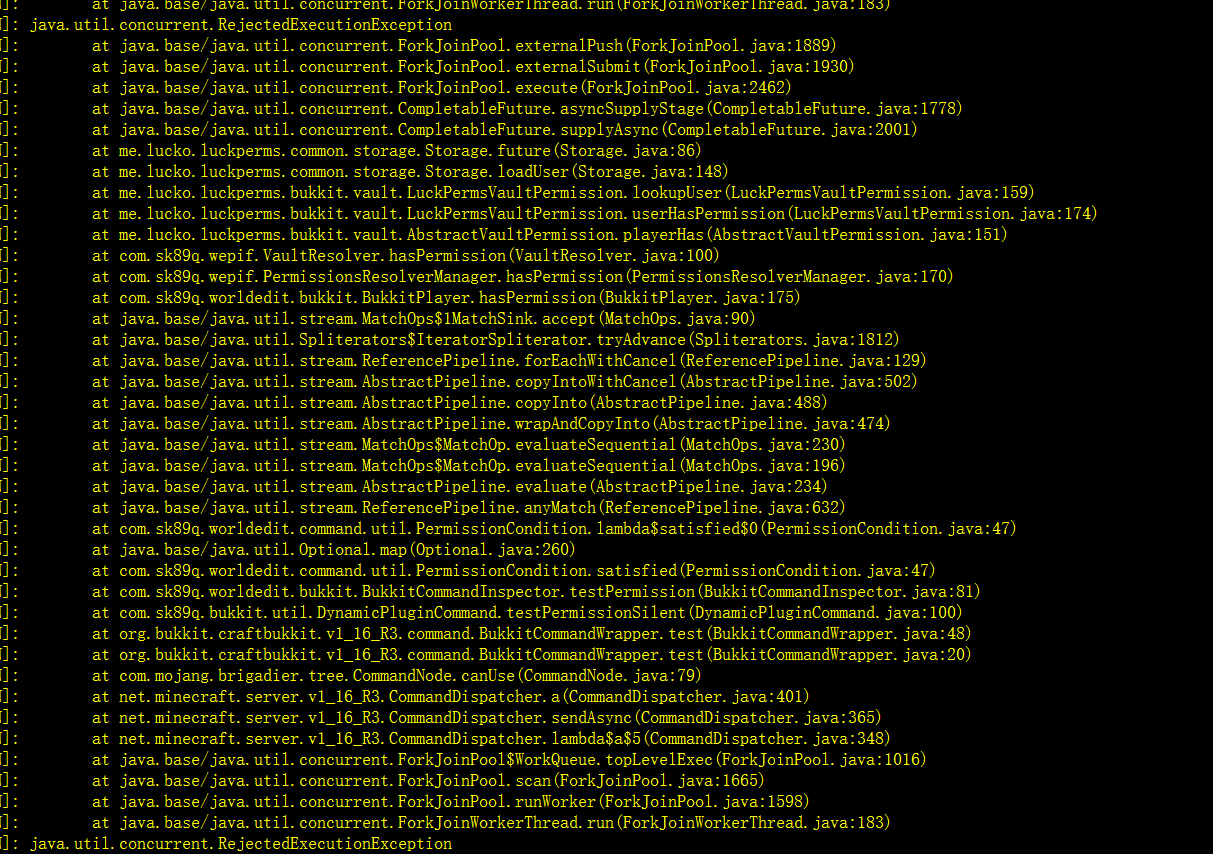 ]:        at java.util.concurrent.ForkJoinWorkerThread.run(ForkJoinWorkerThread.java:183)
]: java.util.concurrent.RejectedExecutionException
]:        at java.base/java.util.concurrent.ForkJoinPool.externalPush(ForkJoinPool.java:1889)
]:        at java.base/java.util.concurrent.ForkJoinPool.externalSubmit(ForkJoinPool.java:1930)
]:        at java.base/java.util.concurrent.ForkJoinPool.execute(ForkJoinPool.java:2462)
]:        at java.base/java.util.concurrent.CompletableFuture.asyncSupplyStage(CompletableFuture.java:1778)
]:        at java.base/java.util.concurrent.CompletableFuture.supplyAsync(CompletableFuture.java:2001)
]:        at me.lucko.luckperms.common.storage.Storage.future(Storage.java:86)
]:        at me.lucko.luckperms.common.storage.Storage.loadUser(Storage.java:148)
]:        at me.lucko.luckperms.bukkit.vault.LuckPermsVaultPermission.lookupUser(LuckPermsVaultPermission.java:159)
]:        at me.lucko.luckperms.bukkit.vault.LuckPermsVaultPermission.userHasPermission(LuckPermsVaultPermission.java:174)
]:        at me.lucko.luckperms.bukkit.vault.AbstractVaultPermission.playerHas(AbstractVaultPermission.java:151)
]:        at com.sk89q.wepif.VaultResolver.hasPermission(VaultResolver.java:100)
]:        at com.sk89q.wepif.PermissionsResolverManager.hasPermission(PermissionsResolverManager.java:170)
]:        at com.sk89q.worldedit.bukkit.BukkitPlayer.hasPermission(BukkitPlayer.java:175)
]:        at java.base/java.util.stream.MatchOps$1MatchSink.accept(MatchOps.java:90)
]:        at java.base/java.util.Spliterators$IteratorSpliterator.tryAdvance(Spliterators.java:1812)
]:        at java.base/java.util.stream.ReferencePipeline.forEachWithCancel(ReferencePipeline.java:129)
]:        at java.base/java.util.stream.AbstractPipeline.copyIntoWithCancel(AbstractPipeline.java:502)
]:        at java.base/java.util.stream.AbstractPipeline.copyInto(AbstractPipeline.java:488)
]:        at java.base/java.util.stream.AbstractPipeline.wrapAndCopyInto(AbstractPipeline.java:474)
]:        at java.base/java.util.stream.MatchOps$MatchOp.evaluateSequential(MatchOps.java:230)
]:        at java.base/java.util.stream.MatchOps$MatchOp.evaluateSequential(MatchOps.java:196)
]:        at java.base/java.util.stream.AbstractPipeline.evaluate(AbstractPipeline.java:234)
]:        at java.base/java.util.stream.ReferencePipeline.anyMatch(ReferencePipeline.java:632)
]:        at com.sk89q.worldedit.command.util.PermissionCondition.lambda$satisfied$0(PermissionCondition.java:47)
]:        at java.base/java.util.Optional.map(Optional.java:260)
]:        at com.sk89q.worldedit.command.util.PermissionCondition.satisfied(PermissionCondition.java:47)
]:        at com.sk89q.worldedit.bukkit.BukkitCommandInspector.testPermission(BukkitCommandInspector.java:81)
]:        at com.sk89q.bukkit.util.DynamicPluginCommand.testPermissionSilent(DynamicPluginCommand.java:100)
]:        at org.bukkit.craftbukkit.v1_16_R3.command.BukkitCommandWrapper.test(BukkitCommandWrapper.java:48)
]:        at org.bukkit.craftbukkit.v1_16_R3.command.BukkitCommandWrapper.test(BukkitCommandWrapper.java:20)
]:        at com.mojang.brigadier.tree.CommandNode.canUse(CommandNode.java:79)
]:        at net.minecraft.server.v1_16_R3.CommandDispatcher.a(CommandDispatcher.java:401)
]:        at net.minecraft.server.v1_16_R3.CommandDispatcher.sendAsync(CommandDispatcher.java:365)
]:        at net.minecraft.server.v1_16_R3.CommandDispatcher.lambda$a$5(CommandDispatcher.java:348)
]:        at java.base/java.util.concurrent.ForkJoinPool$WorkQueue.topLevelExec(ForkJoinPool.java:1016)
]:        at java.base/java.util.concurrent.ForkJoinPool.scan(ForkJoinPool.java:1665)
]:        at java.base/java.util.concurrent.ForkJoinPool.runWorker(ForkJoinPool.java:1598)
]:        at java.base/java.util.concurrent.ForkJoinWorkerThread.run(ForkJoinWorkerThread.java:183)
]: java.util.concurrent.RejectedExecutionException